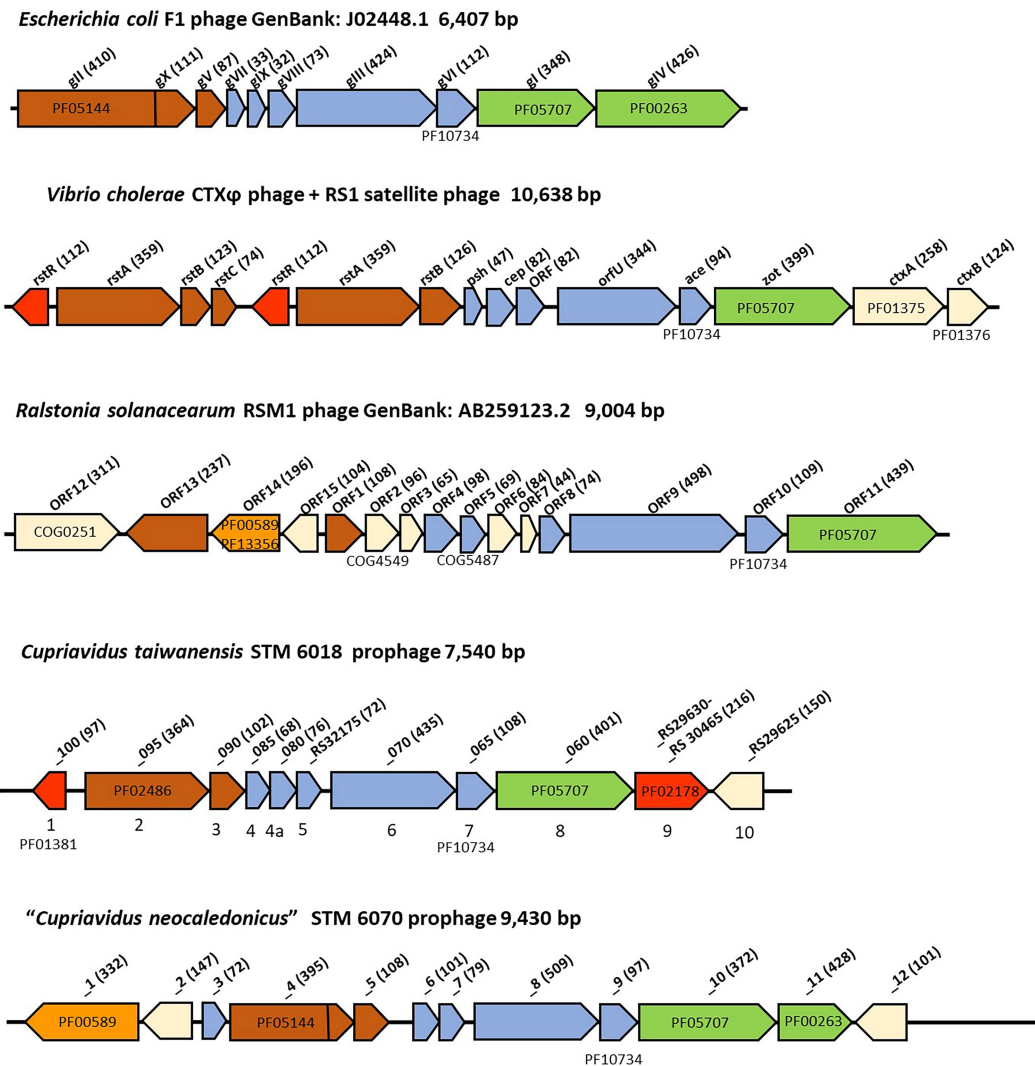 Escherichia coli F1 phage GenBank: J02448.1 6,407 bp
gII (410) gX (111) gV (87) gVII (33) gIX (32) gVIII (73) gIII (424) gVI (112) gI (348) gIV (426)
PF05144 PF05707 PF00263
PF10734
Vibrio cholerae CTXφ phage + RS1 satellite phage 10,638 bp
rstR (112) rstA (359) rstB (123) rstC (74) rstR (112) rstA (359) rstB (126) psh (47) cep (82) ORF (82) orfU (344) ace (94) zot (399) ctxA (258) ctxB (124)
PF05707 PF01375
PF10734 PF01376
Ralstonia solanacearum RSM1 phage GenBank: AB259123.2 9,004 bp
ORF12 (311) ORF13 (237) ORF14 (196) ORF15 (104) ORF1 (108) ORF2 (96) ORF3 (65) ORF4 (98) ORF5 (69) ORF6 (84) ORF7 (44) ORF8 (74) ORF9 (498) ORF10 (109) ORF11 (439)
PF00589
COG0251 PF05707
PF13356
COG4549 COG5487 PF10734
Cupriavidus taiwanensis STM 6018 prophage 7,540 bp
_100 (97) _095 (364) _090 (102) _085 (68) _080 (76) _RS32175 (72) _070 (435) _065 (108) _060 (401) _RS29630-
_RS 30465 (216) _RS29625 (150)
PF02486 PF05707 PF02178
1 2 3 4 4a 5 6 7 8 9 10
PF01381 PF10734
“Cupriavidus neocaledonicus” STM 6070 prophage 9,430 bp
_1 (332) _2 (147) _3 (72) _4 (395) _5 (108) _6 (101) _7 (79) _8 (509) _9 (97) _10 (372) _11 (428) _12 (101)
PF00589 PF05144 PF05707 PF00263
PF10734